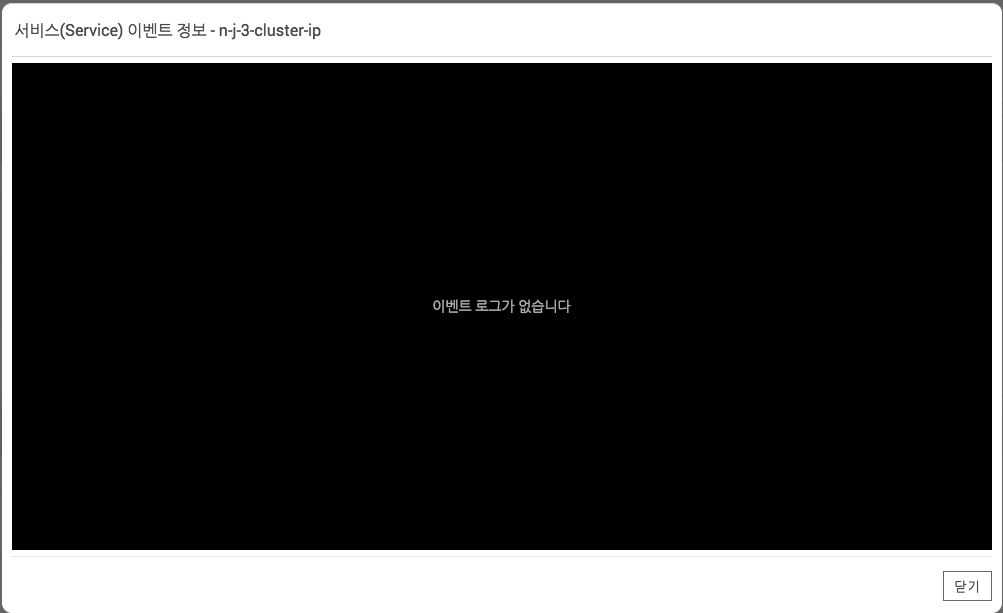 서비스(Service) 이벤트 정보 - n-j-3-cluster-ip
이벤트 로그가 없습니다
닫기